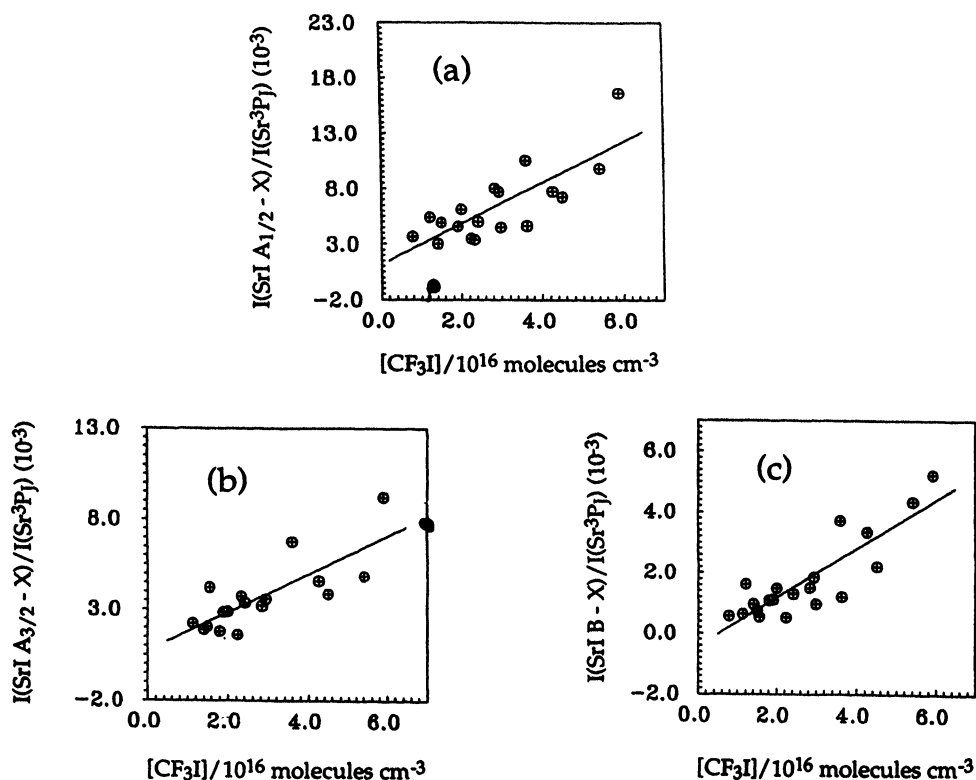 I(SrI A1/2 - X)/I(Sr3PJ) (10-3)
23.0
18.0
13.0
8.0
3.0
-2.0
(a)
0.0 2.0 4.0 6.0
[CF3I]/1016 molecules cm-3
I(SrI A3/2 - X)/I(Sr3PJ) (10-3)
13.0
8.0
3.0
-2.0
(b)
0.0 2.0 4.0 6.0
[CF3I]/1016 molecules cm-3
I(SrI B - X)/I(Sr3PJ) (10-3)
6.0
4.0
2.0
0.0
-2.0
(c)
0.0 2.0 4.0 6.0
[CF3I]/1016 molecules cm-3